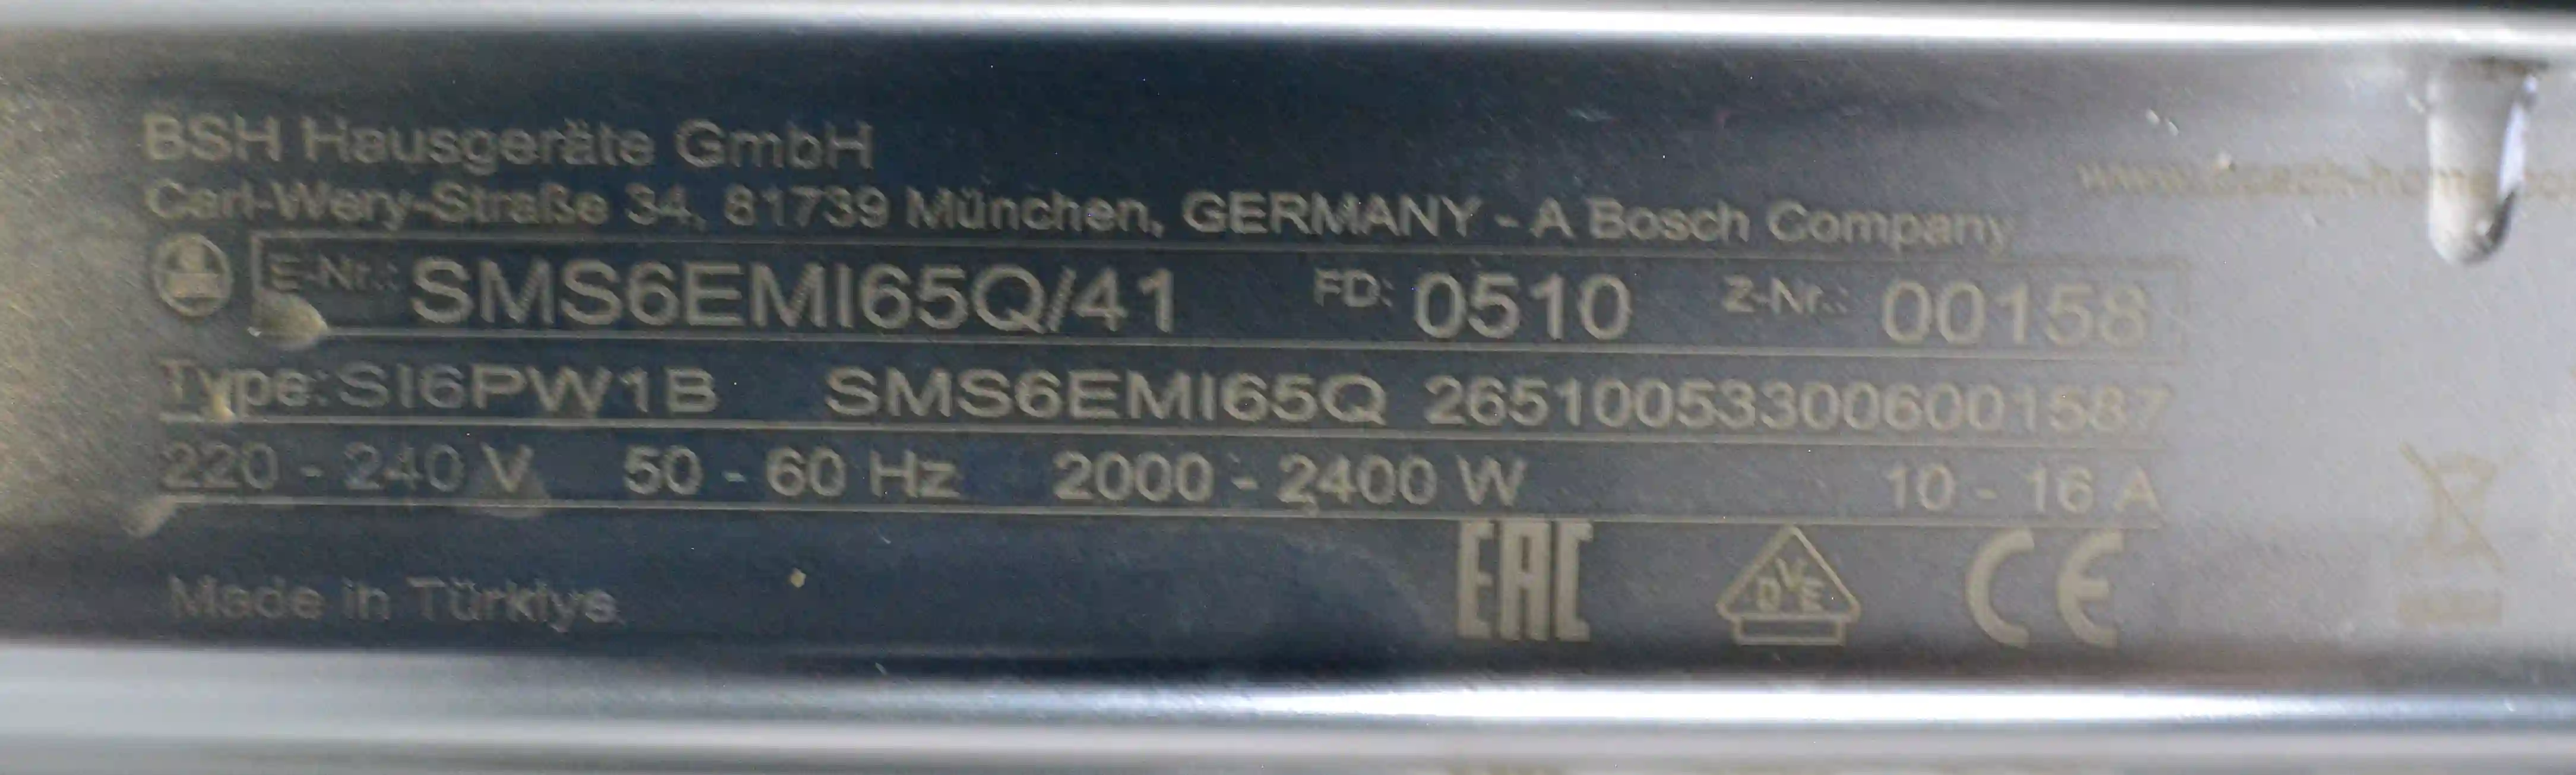 BSH Hausgeräte GmbH
Carl-Wery-Straße 34, 81739 München, GERMANY - A Bosch Company
E-Nr.: SMS6EMI65Q/41 FD: 0510 Z-Nr.: 00158
Type: SI6PW1B SMS6EMI65Q 265100533006001587
220 - 240 V 50 - 60 Hz 2000 - 2400 W 10 - 16 A
Made in Türkiye
EAC DVE CE